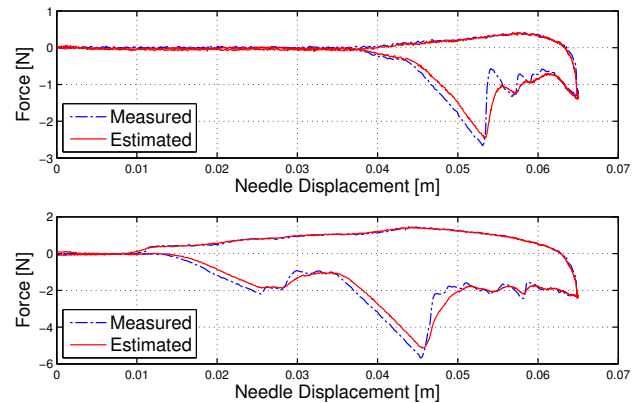 1
0
-1
-2
-3
Force [N]
Measured
Estimated
0 0.01 0.02 0.03 0.04 0.05 0.06 0.07
Needle Displacement [m]
2
0
-2
-4
-6
Force [N]
Measured
Estimated
0 0.01 0.02 0.03 0.04 0.05 0.06 0.07
Needle Displacement [m]